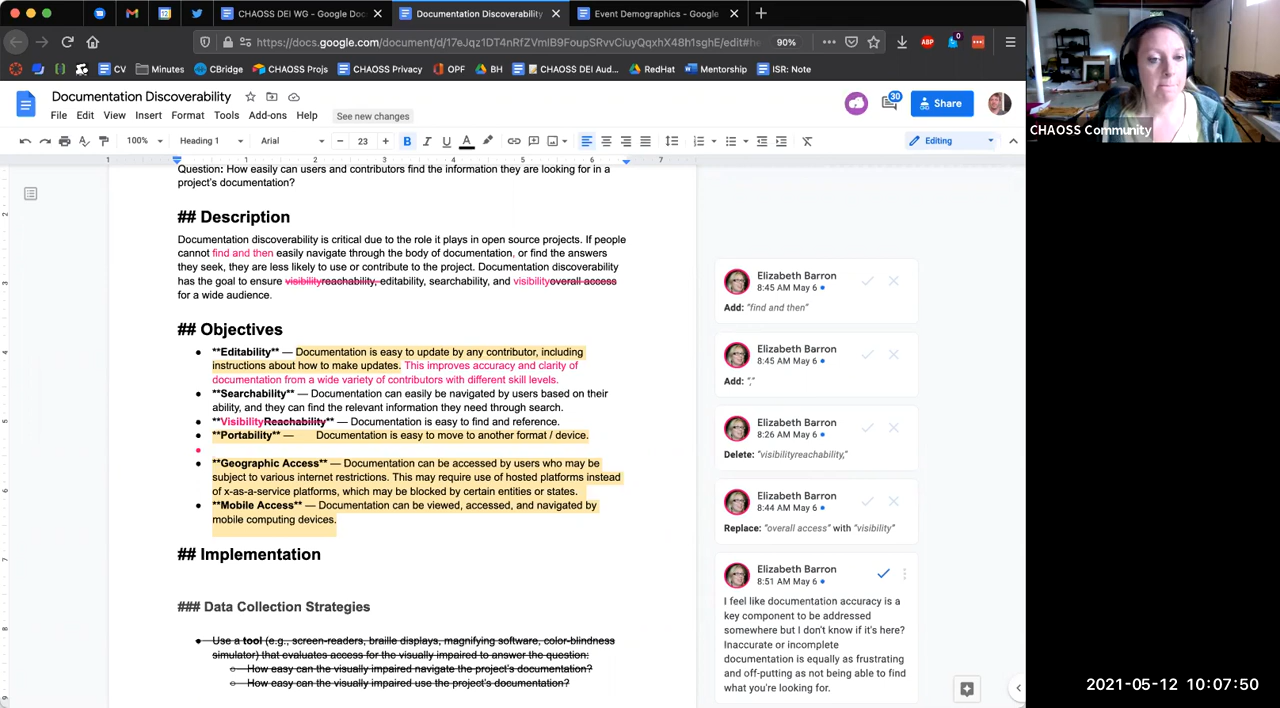 CHAOSS DEI WG - Google Doc
Documentation Discoverability
Event Demographics - Google
https://docs.google.com/document/d/17eJqz1DT4nRfZVmlB9FoupSRvvCiuyQqxhX48h1sghE/edit#he
90%
0
ABP
CV
Minutes
CBridge
CHAOSS Projs
CHAOSS Privacy
OPF
BH
CHAOSS DEI Aud...
RedHat
Mentorship
ISR: Note
Documentation Discoverability
File Edit View Insert Format Tools Add-ons Help
See new changes
30
Share
100%
Heading 1
Arial
23
B I U A
Editing
1 1 2 3 4 5 6 7
Question: How easily can users and contributors find the information they are looking for in a
project's documentation?
## Description
Documentation discoverability is critical due to the role it plays in open source projects. If people
cannot find and then easily navigate through the body of documentation, or find the answers
they seek, they are less likely to use or contribute to the project. Documentation discoverability
has the goal to ensure visibilityreachability, editability, searchability, and visibilityoverall access
for a wide audience.
## Objectives
● **Editability** — Documentation is easy to update by any contributor, including
instructions about how to make updates. This improves accuracy and clarity of
documentation from a wide variety of contributors with different skill levels.
● **Searchability** — Documentation can easily be navigated by users based on their
ability, and they can find the relevant information they need through search.
● **VisibilityReachability** — Documentation is easy to find and reference.
● **Portability** — Documentation is easy to move to another format / device.
●
● **Geographic Access** — Documentation can be accessed by users who may be
subject to various internet restrictions. This may require use of hosted platforms instead
of x-as-a-service platforms, which may be blocked by certain entities or states.
● **Mobile Access** — Documentation can be viewed, accessed, and navigated by
mobile computing devices.
## Implementation
### Data Collection Strategies
● Use a tool (e.g., screen-readers, braille displays, magnifying software, color-blindness
simulator) that evaluates access for the visually impaired to answer the question:
○ How easy can the visually impaired navigate the project's documentation?
○ How easy can the visually impaired use the project's documentation?
Elizabeth Barron
8:45 AM May 6
Add: "find and then"
Elizabeth Barron
8:45 AM May 6
Add: ","
Elizabeth Barron
8:26 AM May 6
Delete: "visibilityreachability,"
Elizabeth Barron
8:44 AM May 6
Replace: "overall access" with "visibility"
Elizabeth Barron
8:51 AM May 6
I feel like documentation accuracy is a
key component to be addressed
somewhere but I don't know if it's here?
Inaccurate or incomplete
documentation is equally as frustrating
and off-putting as not being able to find
what you're looking for.
CHAOSS Community
2021-05-12 10:07:50